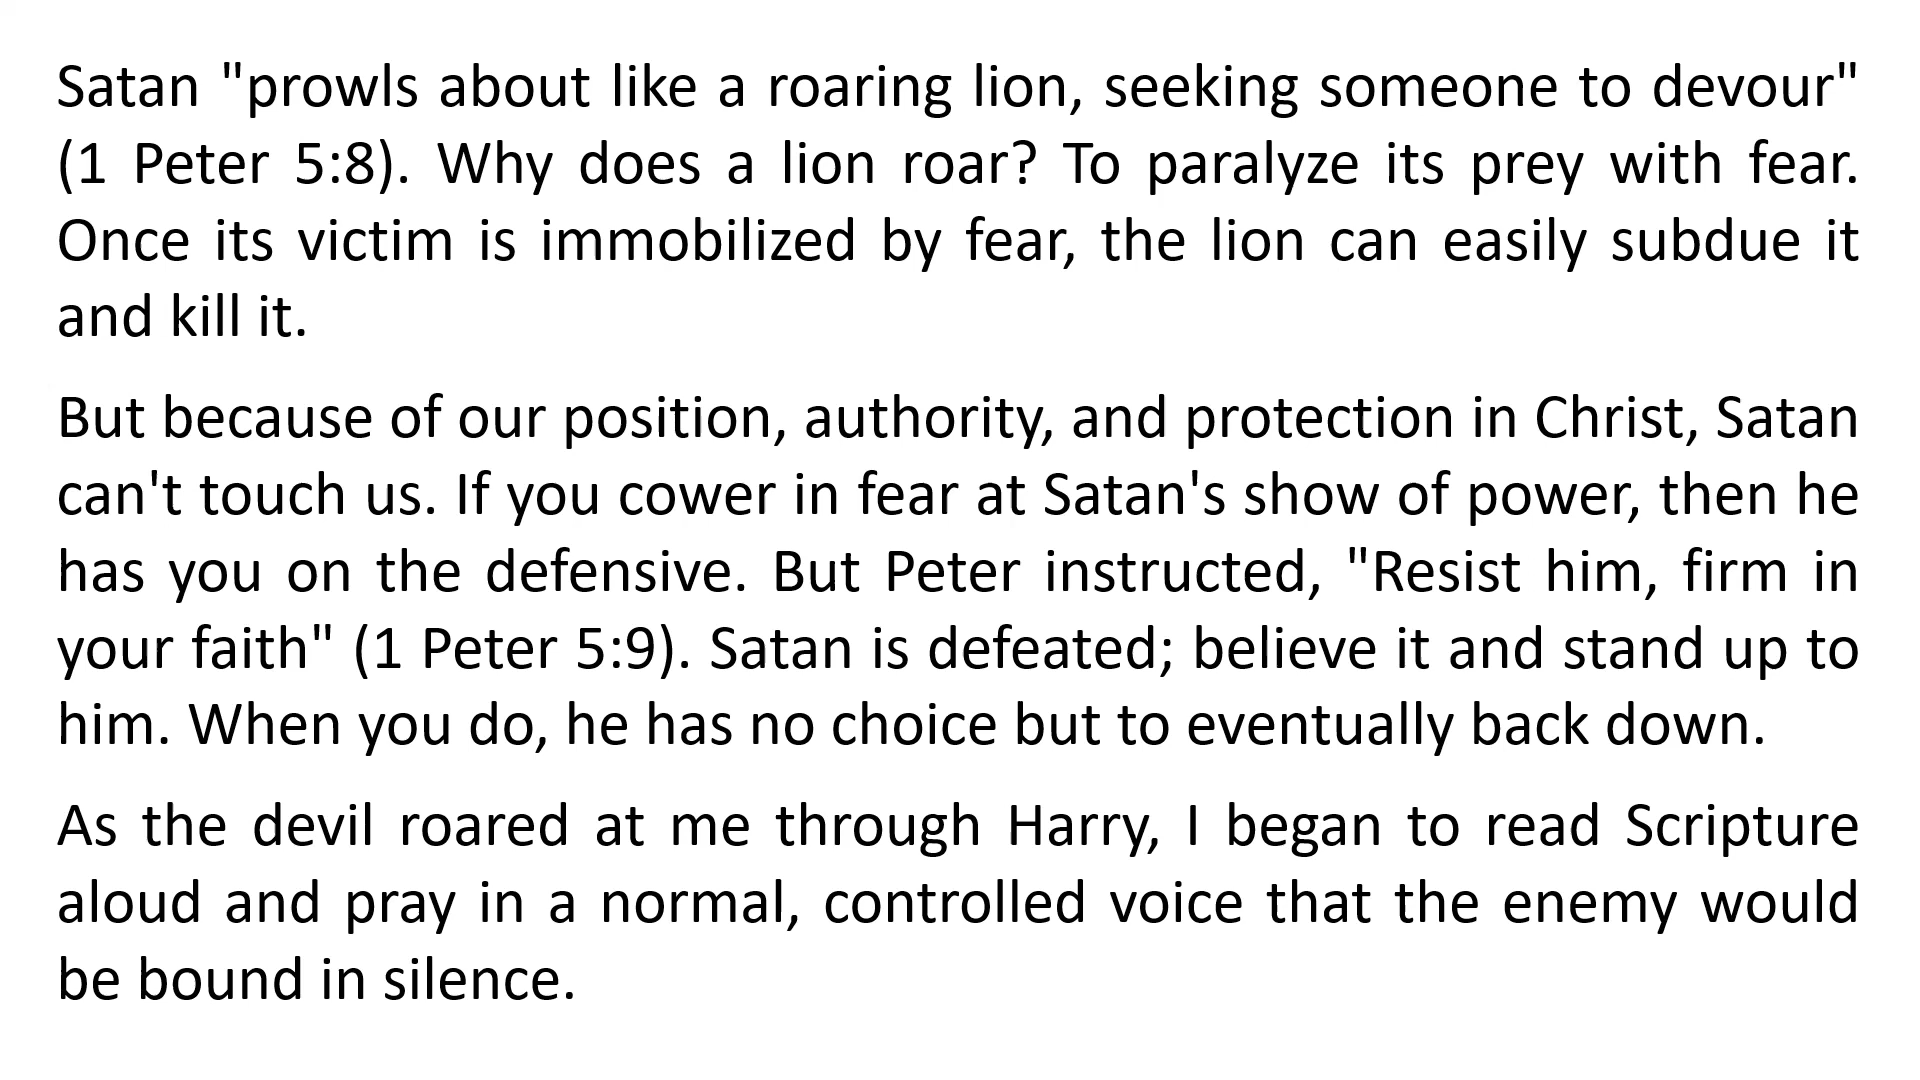 Satan "prowls about like a roaring lion, seeking someone to devour"
(1 Peter 5:8). Why does a lion roar? To paralyze its prey with fear.
Once its victim is immobilized by fear, the lion can easily subdue it
and kill it.
But because of our position, authority, and protection in Christ, Satan
can't touch us. If you cower in fear at Satan's show of power, then he
has you on the defensive. But Peter instructed, "Resist him, firm in
your faith" (1 Peter 5:9). Satan is defeated; believe it and stand up to
him. When you do, he has no choice but to eventually back down.
As the devil roared at me through Harry, I began to read Scripture
aloud and pray in a normal, controlled voice that the enemy would
be bound in silence.